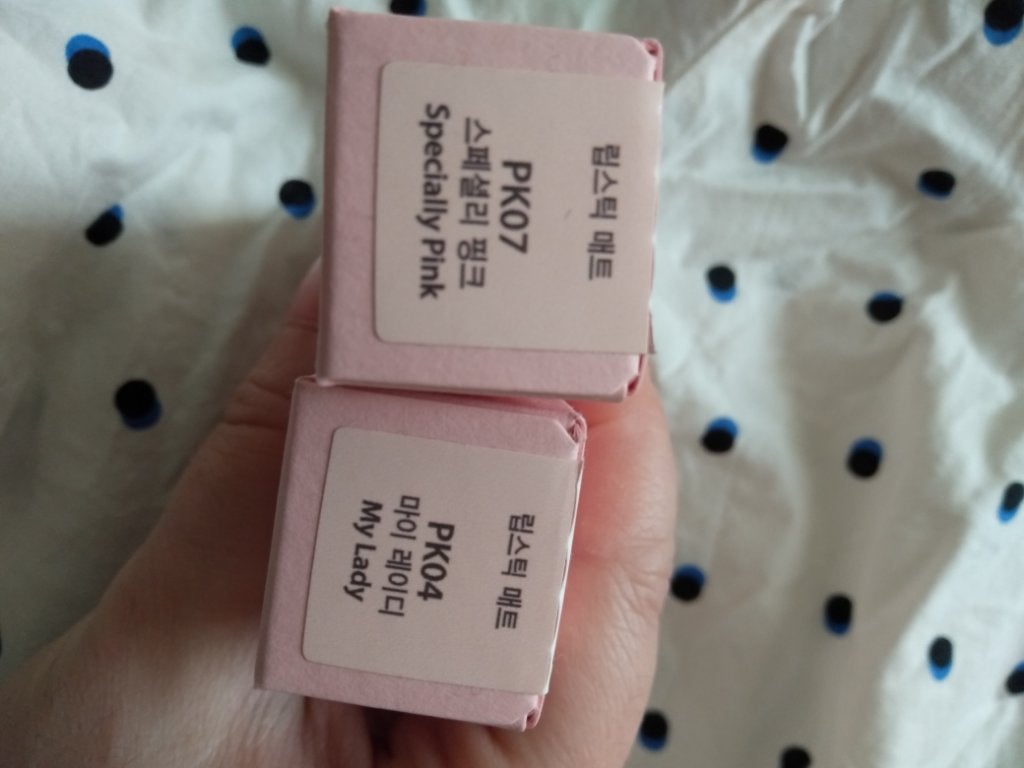 립스틱 매트
PK07
스페셜리 핑크
Specially Pink
립스틱 매트
PK04
마이 레이디
My Lady